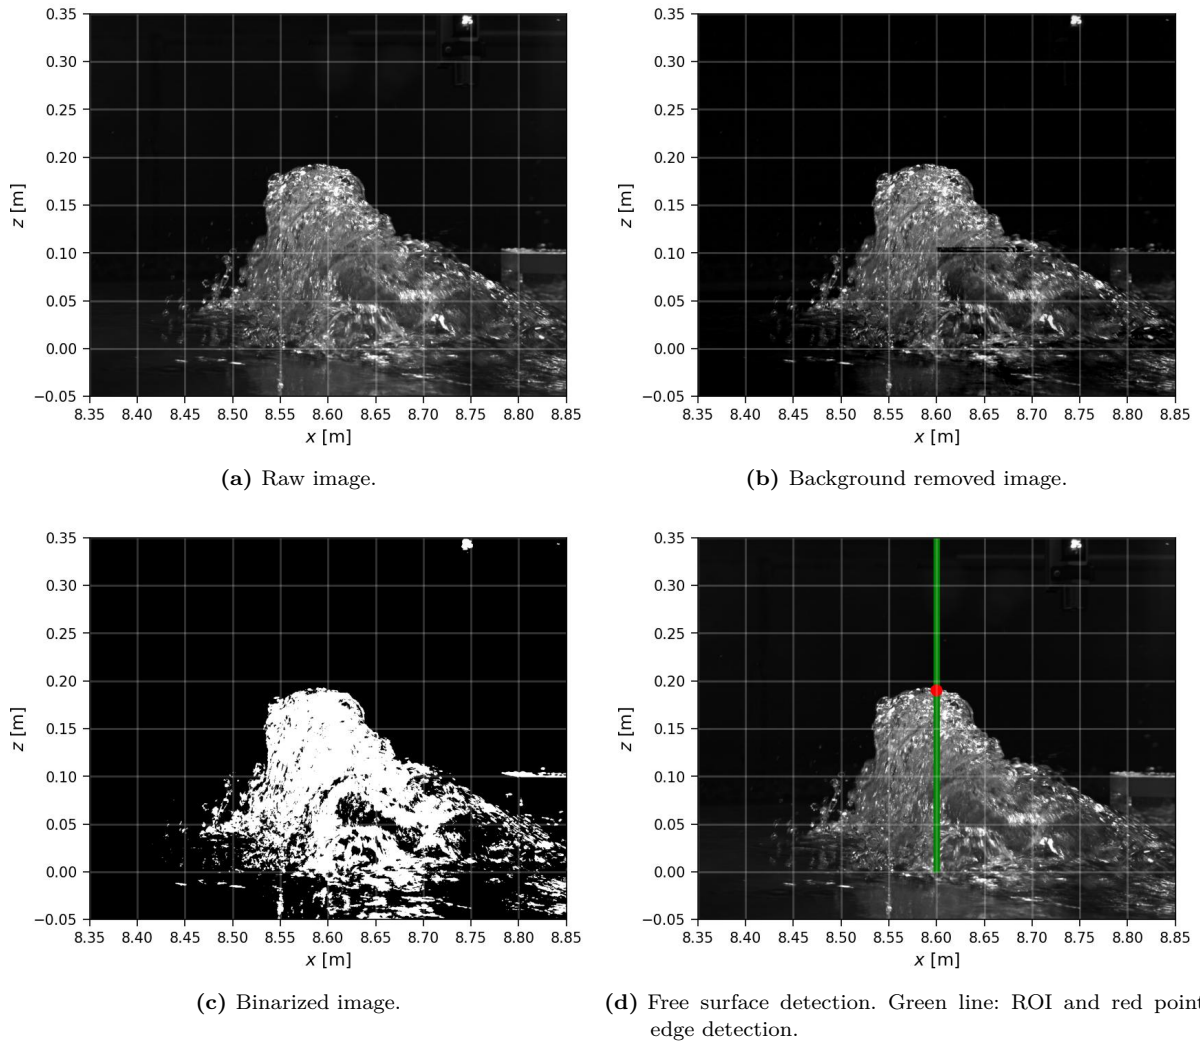 0.35
0.30
0.25
0.20
0.15
0.10
0.05
0.00
−0.05
z [m]
8.35 8.40 8.45 8.50 8.55 8.60 8.65 8.70 8.75 8.80 8.85
x [m]
(a) Raw image.
0.35
0.30
0.25
0.20
0.15
0.10
0.05
0.00
−0.05
z [m]
8.35 8.40 8.45 8.50 8.55 8.60 8.65 8.70 8.75 8.80 8.85
x [m]
(b) Background removed image.
0.35
0.30
0.25
0.20
0.15
0.10
0.05
0.00
−0.05
z [m]
8.35 8.40 8.45 8.50 8.55 8.60 8.65 8.70 8.75 8.80 8.85
x [m]
(c) Binarized image.
0.35
0.30
0.25
0.20
0.15
0.10
0.05
0.00
−0.05
z [m]
8.35 8.40 8.45 8.50 8.55 8.60 8.65 8.70 8.75 8.80 8.85
x [m]
(d) Free surface detection. Green line: ROI and red point
edge detection.